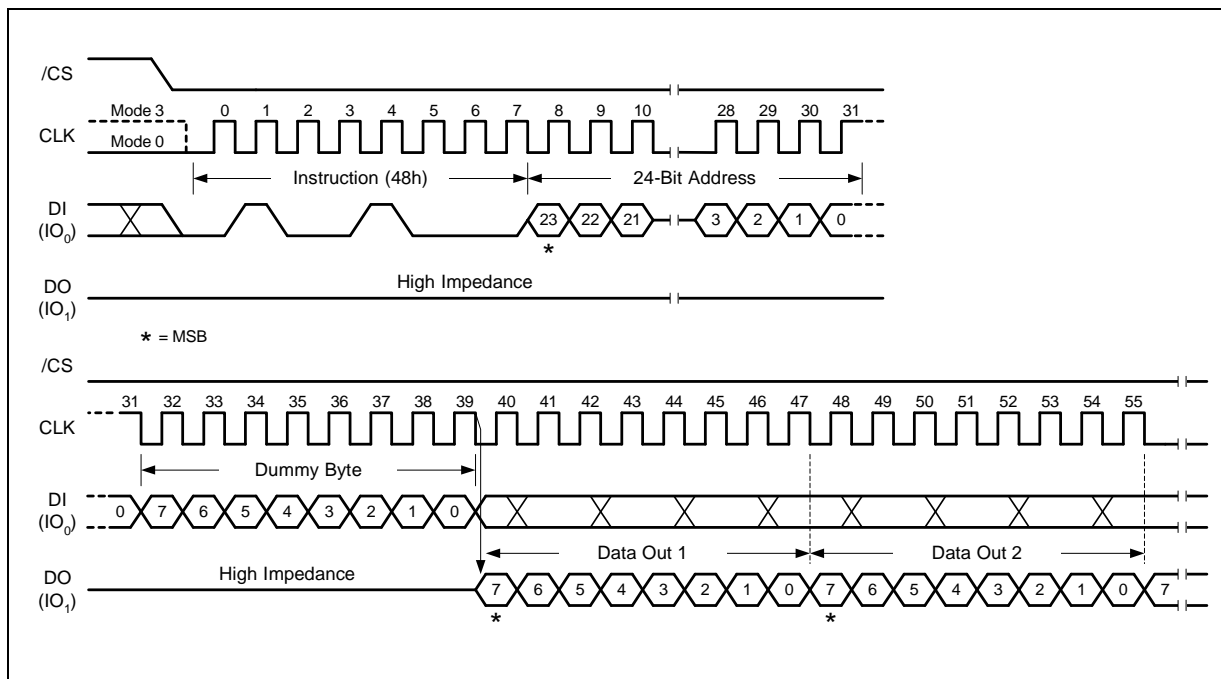 /CS
Mode 3 0 1 2 3 4 5 6 7 8 9 10 28 29 30 31
CLK
Mode 0
Instruction (48h) 24-Bit Address
DI
(IO0)
23 22 21 3 2 1 0
*
High Impedance
DO
(IO1)
* = MSB
/CS
31 32 33 34 35 36 37 38 39 40 41 42 43 44 45 46 47 48 49 50 51 52 53 54 55
CLK
Dummy Byte
DI
(IO0)
0 7 6 5 4 3 2 1 0
Data Out 1 Data Out 2
High Impedance
DO
(IO1)
7 6 5 4 3 2 1 0 7 6 5 4 3 2 1 0 7
* *